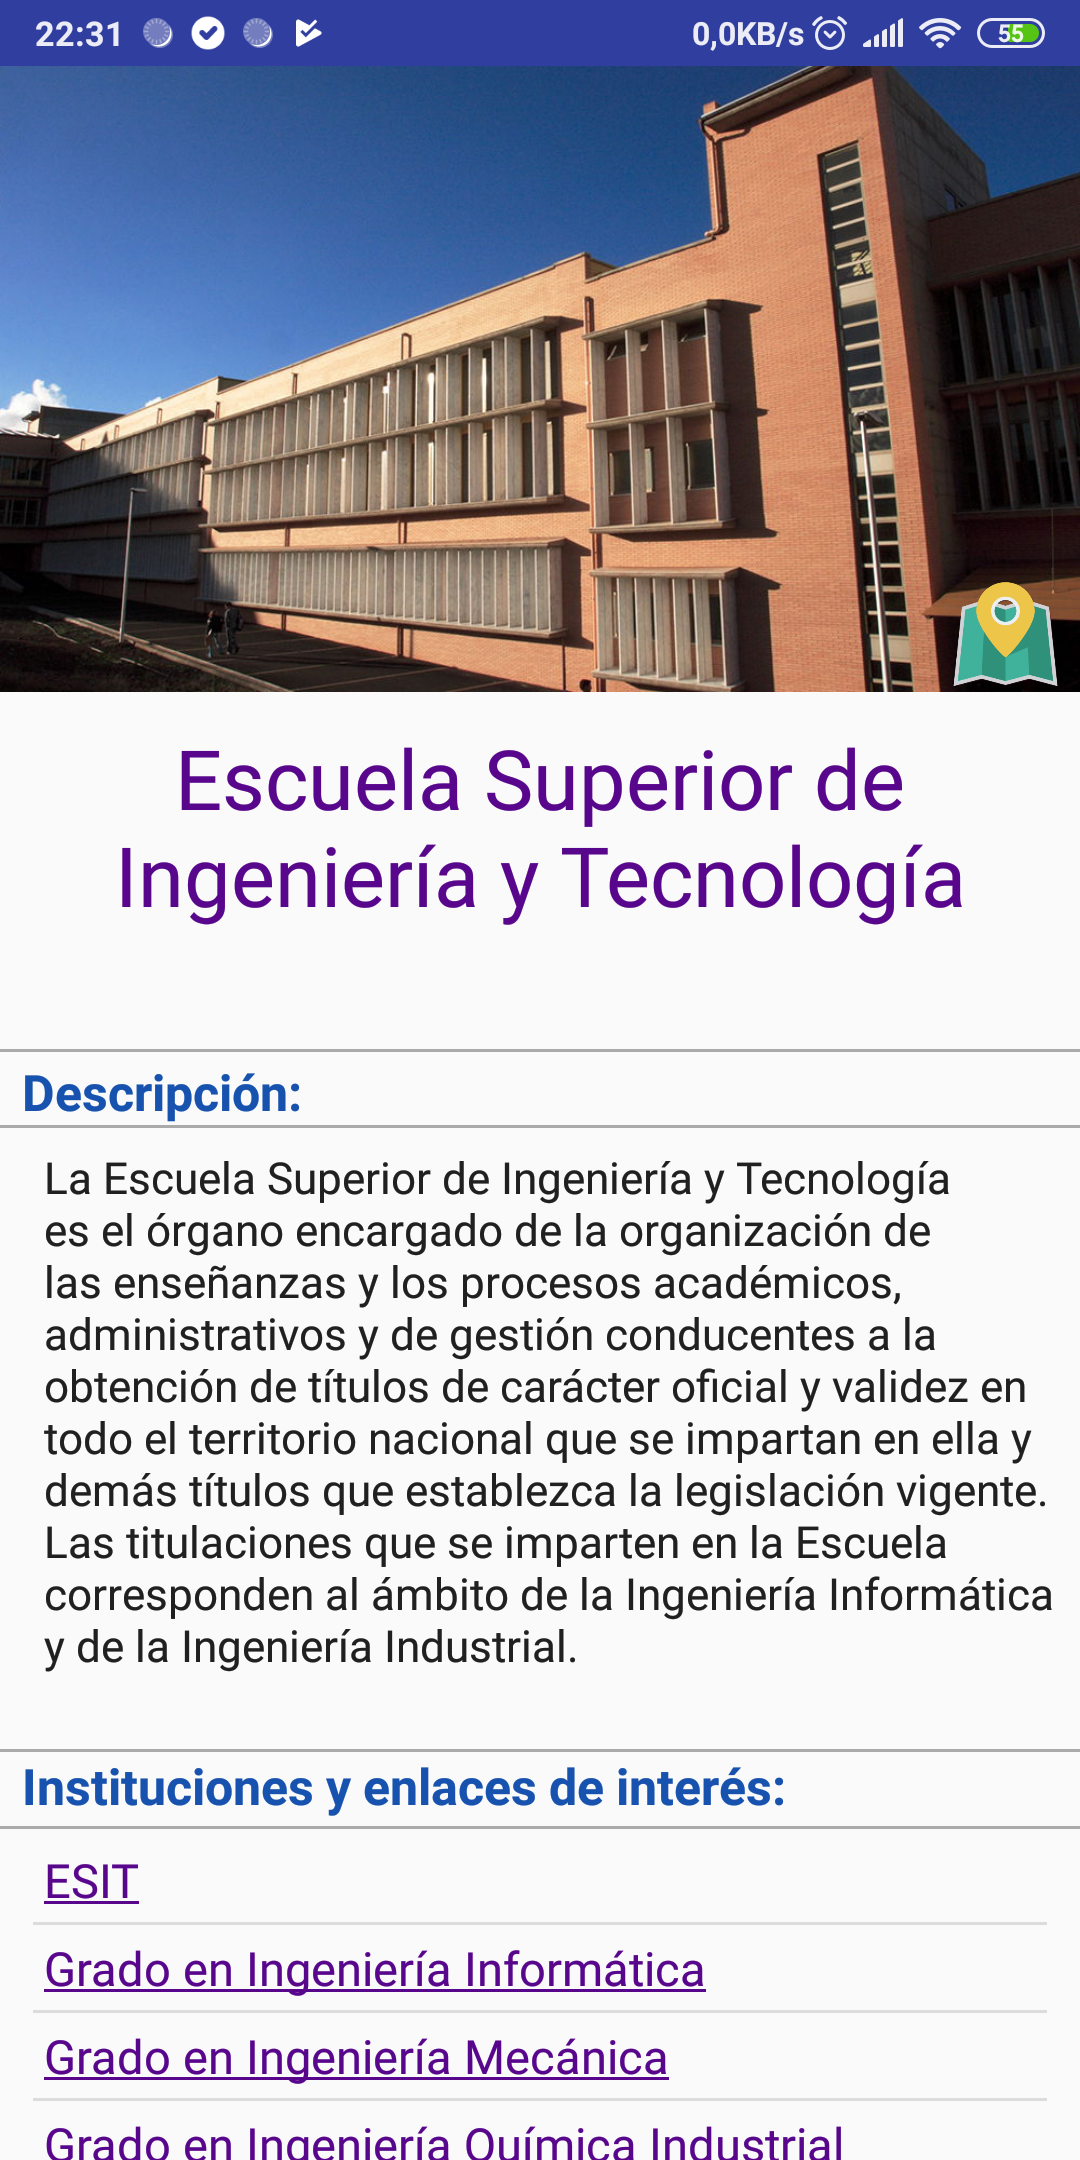 22:31
0,0KB/s
55
Escuela Superior de
Ingeniería y Tecnología
Descripción:
La Escuela Superior de Ingeniería y Tecnología
es el órgano encargado de la organización de
las enseñanzas y los procesos académicos,
administrativos y de gestión conducentes a la
obtención de títulos de carácter oficial y validez en
todo el territorio nacional que se impartan en ella y
demás títulos que establezca la legislación vigente.
Las titulaciones que se imparten en la Escuela
corresponden al ámbito de la Ingeniería Informática
y de la Ingeniería Industrial.
Instituciones y enlaces de interés:
ESIT
Grado en Ingeniería Informática
Grado en Ingeniería Mecánica
Grado en Ingeniería Química Industrial